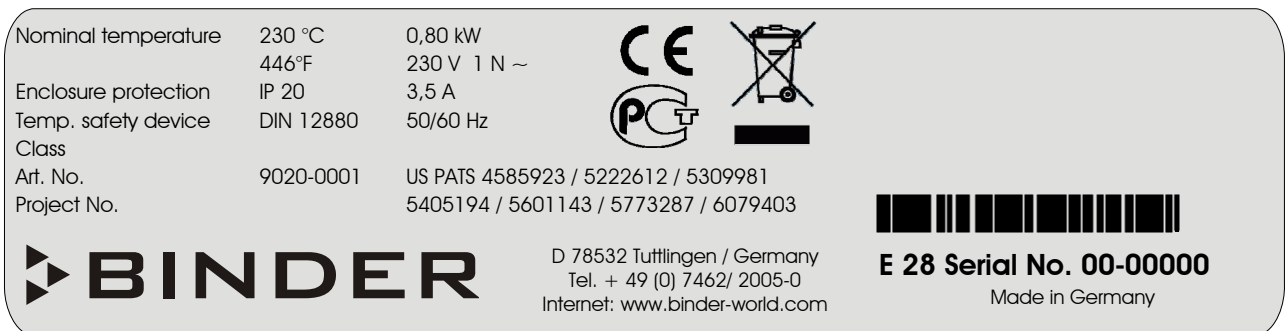 Nominal temperature 230 °C 0,80 kW
446°F 230 V 1 N ~
Enclosure protection IP 20 3,5 A
Temp. safety device DIN 12880 50/60 Hz
Class
Art. No. 9020-0001 US PATS 4585923 / 5222612 / 5309981
Project No. 5405194 / 5601143 / 5773287 / 6079403
CE
PCT
BINDER
D 78532 Tuttlingen / Germany
Tel. + 49 (0) 7462/ 2005-0
Internet: www.binder-world.com
E 28 Serial No. 00-00000
Made in Germany